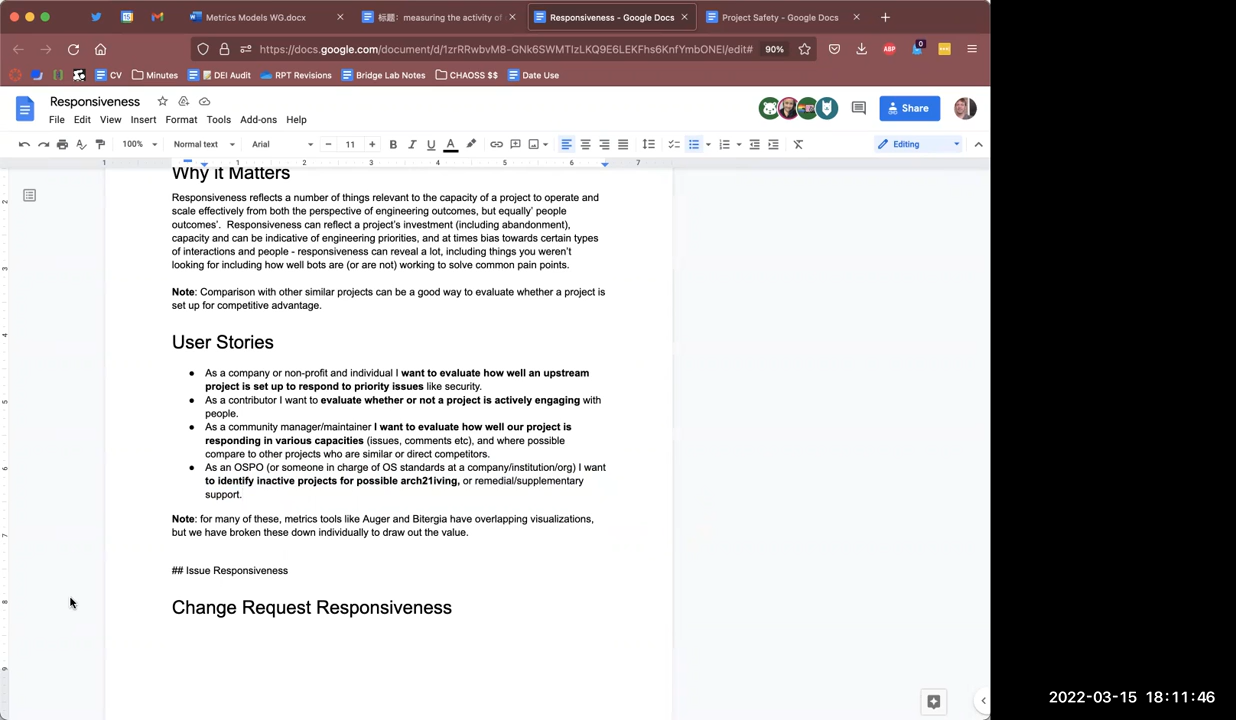 Metrics Models WG.docx
标题: measuring the activity of
Responsiveness - Google Docs
Project Safety - Google Docs
https://docs.google.com/document/d/1zrRRwbvM8-GNk6SWMTIzLKQ9E6LEKFhs6KnfYmbONEI/edit#
90%
ABP
0
CV
Minutes
DEI Audit
RPT Revisions
Bridge Lab Notes
CHAOSS $$
Date Use
Responsiveness
File Edit View Insert Format Tools Add-ons Help
Share
100% Normal text Arial 11 B I U A Editing
1 1 2 3 4 5 6 7
Why it Matters
Responsiveness reflects a number of things relevant to the capacity of a project to operate and
scale effectively from both the perspective of engineering outcomes, but equally' people
outcomes'.  Responsiveness can reflect a project's investment (including abandonment),
capacity and can be indicative of engineering priorities, and at times bias towards certain types
of interactions and people - responsiveness can reveal a lot, including things you weren't
looking for including how well bots are (or are not) working to solve common pain points.
Note: Comparison with other similar projects can be a good way to evaluate whether a project is
set up for competitive advantage.
User Stories
● As a company or non-profit and individual I want to evaluate how well an upstream
project is set up to respond to priority issues like security.
● As a contributor I want to evaluate whether or not a project is actively engaging with
people.
● As a community manager/maintainer I want to evaluate how well our project is
responding in various capacities (issues, comments etc), and where possible
compare to other projects who are similar or direct competitors.
● As an OSPO (or someone in charge of OS standards at a company/institution/org) I want
to identify inactive projects for possible arch21iving, or remedial/supplementary
support.
Note: for many of these, metrics tools like Auger and Bitergia have overlapping visualizations,
but we have broken these down individually to draw out the value.
## Issue Responsiveness
Change Request Responsiveness
2022-03-15 18:11:46